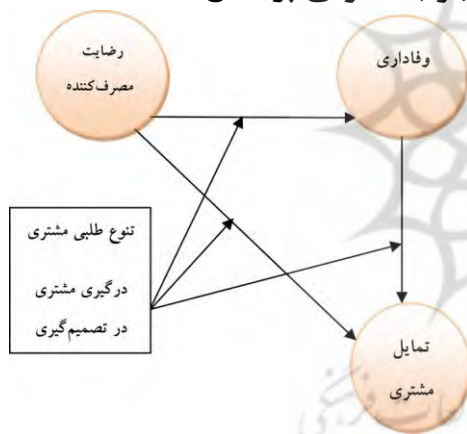 رضایت
مصرف‌کننده
وفاداری
تنوع طلبی مشتری
درگیری مشتری
در تصمیم‌گیری
تمایل
مشتری